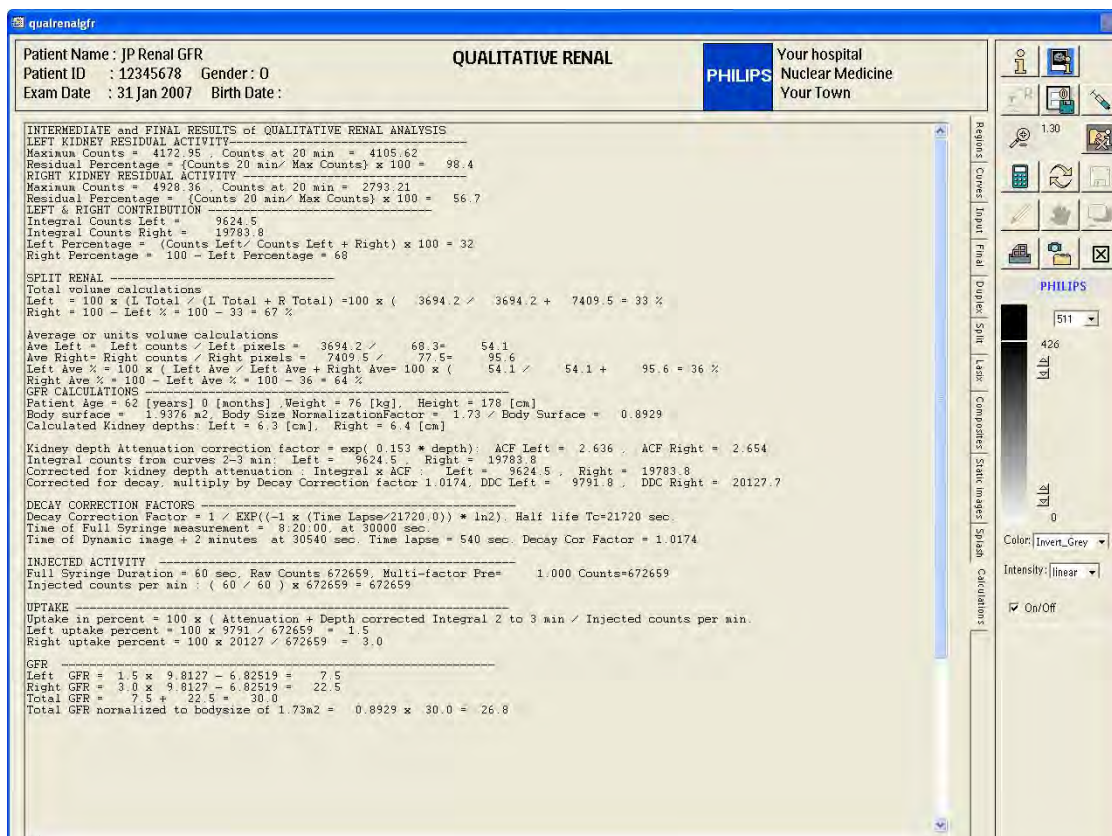 qualrenalgfr
Patient Name : JP Renal GFR
Patient ID : 12345678 Gender : O
Exam Date : 31 Jan 2007 Birth Date :
QUALITATIVE RENAL
PHILIPS
Your hospital
Nuclear Medicine
Your Town
INTERMEDIATE and FINAL RESULTS of QUALITATIVE RENAL ANALYSIS
LEFT KIDNEY RESIDUAL ACTIVITY----------------------------------
Maximum Counts = 4172.95 , Counts at 20 min = 4105.62
Residual Percentage = {Counts 20 min/ Max Counts} x 100 = 98.4
RIGHT KIDNEY RESIDUAL ACTIVITY --------------------------------
Maximum Counts = 4928.36 , Counts at 20 min = 2793.21
Residual Percentage = {Counts 20 min/ Max Counts} x 100 = 56.7
LEFT & RIGHT CONTRIBUTION --------------------------------
Integral Counts Left = 9624.5
Integral Counts Right = 19783.8
Left Percentage = (Counts Left/ Counts Left + Right) x 100 = 32
Right Percentage = 100 - Left Percentage = 68
SPLIT RENAL ------------------------------------------------
Total volume calculations
Left = 100 x (L Total / (L Total + R Total) =100 x ( 3694.2 / 3694.2 + 7409.5 = 33 %
Right = 100 - Left % = 100 - 33 = 67 %
Average or units volume calculations
Ave Left = Left counts / Left pixels = 3694.2 / 68.3= 54.1
Ave Right= Right counts / Right pixels = 7409.5 / 77.5= 95.6
Left Ave % = 100 x ( Left Ave / Left Ave + Right Ave= 100 x ( 54.1 / 54.1 + 95.6 = 36 %
Right Ave % = 100 - Left Ave % = 100 - 36 = 64 %
GFR CALCULATIONS ------------------------------------------------
Patient Age = 62 [years] 0 [months] ,Weight = 76 [kg], Height = 178 [cm]
Body surface = 1.9376 m2, Body Size NormalizationFactor = 1.73 / Body Surface = 0.8929
Calculated Kidney depths: Left = 6.3 [cm], Right = 6.4 [cm]
Kidney depth Attenuation correction factor = exp( 0.153 * depth): ACF Left = 2.636 , ACF Right = 2.654
Integral counts from curves 2-3 min: Left = 9624.5 , Right = 19783.8
Corrected for kidney depth attenuation : Integral x ACF : Left = 9624.5 , Right = 19783.8
Corrected for decay, multiply by Decay Correction factor 1.0174, DDC Left = 9791.8 , DDC Right = 20127.7
DECAY CORRECTION FACTORS --------------------------------------------
Decay Correction Factor = 1 / EXP((-1 x (Time Lapse/21720.0)) * ln2). Half life Tc=21720 sec.
Time of Full Syringe measurement = 8:20:00, at 30000 sec.
Time of Dynamic image + 2 minutes at 30540 sec. Time lapse = 540 sec. Decay Cor Factor = 1.0174
INJECTED ACTIVITY --------------------------------------------------
Full Syringe Duration = 60 sec, Raw Counts 672659, Multi-factor Pre= 1.000 Counts=672659
Injected counts per min : ( 60 / 60 ) x 672659 = 672659
UPTAKE --------------------------------------------------------------
Uptake in percent = 100 x ( Attenuation + Depth corrected Integral 2 to 3 min / Injected counts per min.
Left uptake percent = 100 x 9791 / 672659 = 1.5
Right uptake percent = 100 x 20127 / 672659 = 3.0
GFR --------------------------------------------------------------
Left GFR = 1.5 x 9.8127 - 6.82519 = 7.5
Right GFR = 3.0 x 9.8127 - 6.82519 = 22.5
Total GFR = 7.5 + 22.5 = 30.0
Total GFR normalized to bodysize of 1.73m2 = 0.8929 x 30.0 = 26.8
Regions
Curves
Input
Final
Duplex
Split
Lasix
Composites
Static images
Splash
Calculations
1.30
PHILIPS
511
426
0
Color: Invert_Grey
Intensity: linear
On/Off